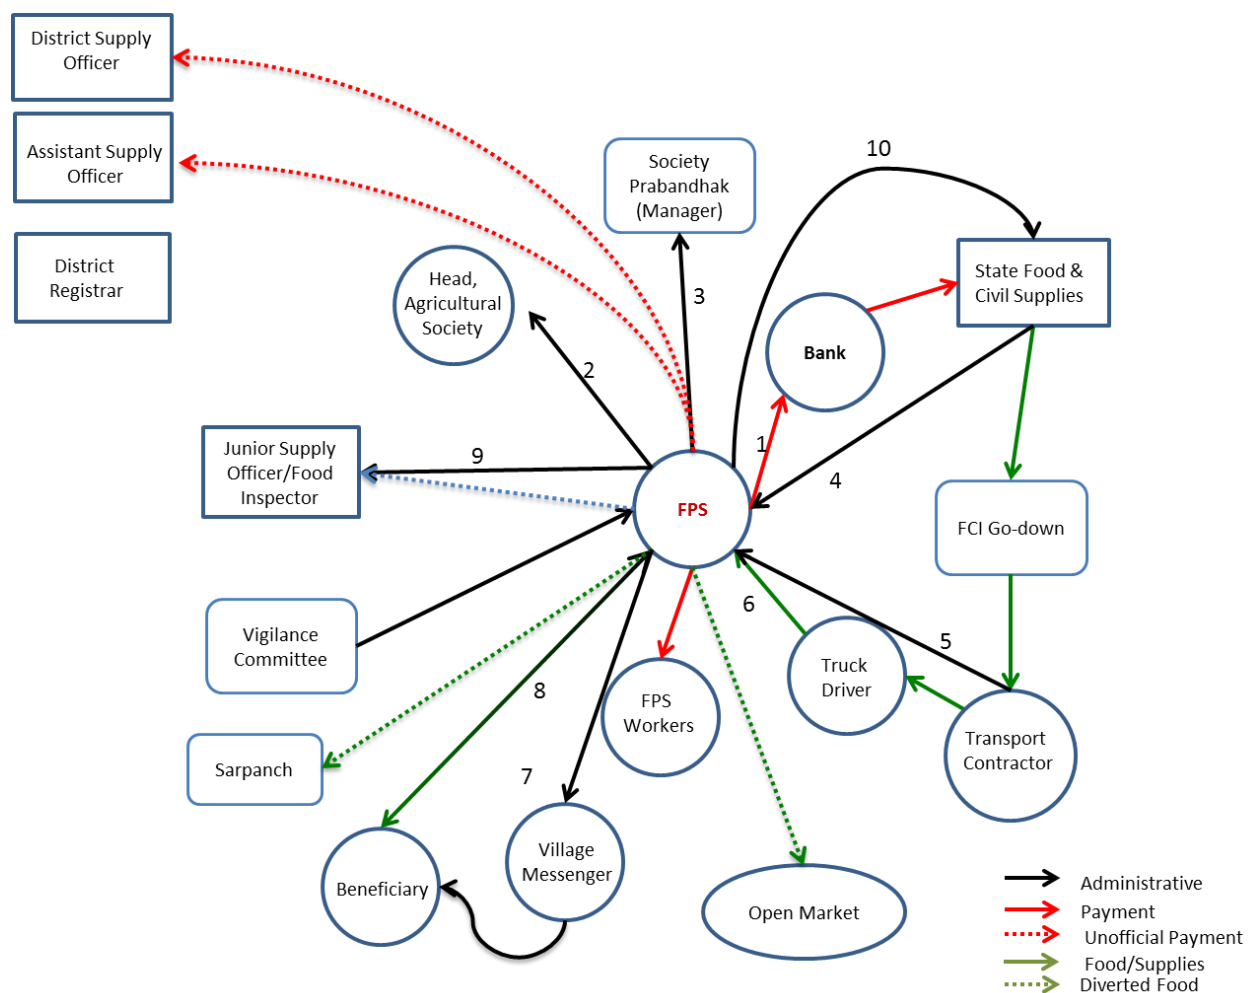 District Supply
Officer
Assistant Supply
Officer
District
Registrar
Society
Prabandhak
(Manager)
10
Head,
Agricultural
Society
3
State Food &
Civil Supplies
Bank
2
Junior Supply
Officer/Food
Inspector
9
1
4
FPS
FCI Go-down
Vigilance
Committee
6
5
Truck
Driver
8
FPS
Workers
Transport
Contractor
Sarpanch
7
Village
Messenger
Beneficiary
Open Market
Administrative
Payment
Unofficial Payment
Food/Supplies
Diverted Food